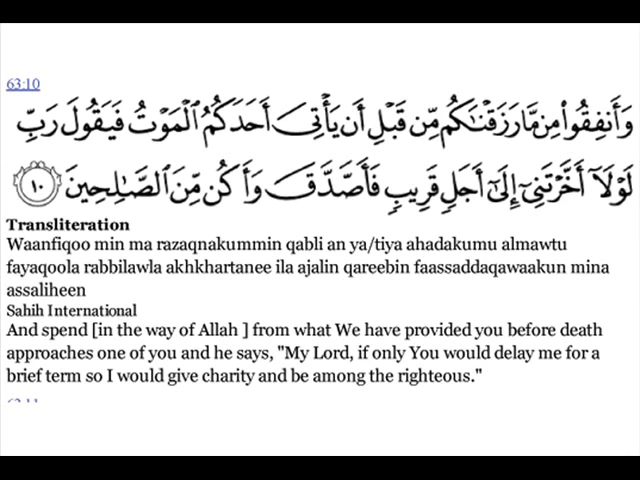 63:10
وَأَنفِقُوا۟ مِن مَّا رَزَقْنَـٰكُم مِّن قَبْلِ أَن يَأْتِىَ أَحَدَكُمُ ٱلْمَوْتُ فَيَقُولَ رَبِّ
لَوْلَآ أَخَّرْتَنِىٓ إِلَىٰٓ أَجَلٍ قَرِيبٍ فَأَصَّدَّقَ وَأَكُن مِّنَ ٱلصَّـٰلِحِينَ ١٠
Transliteration
Waanfiqoo min ma razaqnakummin qabli an ya/tiya ahadakumu almawtu
fayaqoola rabbilawla akhkhartanee ila ajalin qareebin faassaddaqawaakun mina
assaliheen
Sahih International
And spend [in the way of Allah ] from what We have provided you before death
approaches one of you and he says, "My Lord, if only You would delay me for a
brief term so I would give charity and be among the righteous."